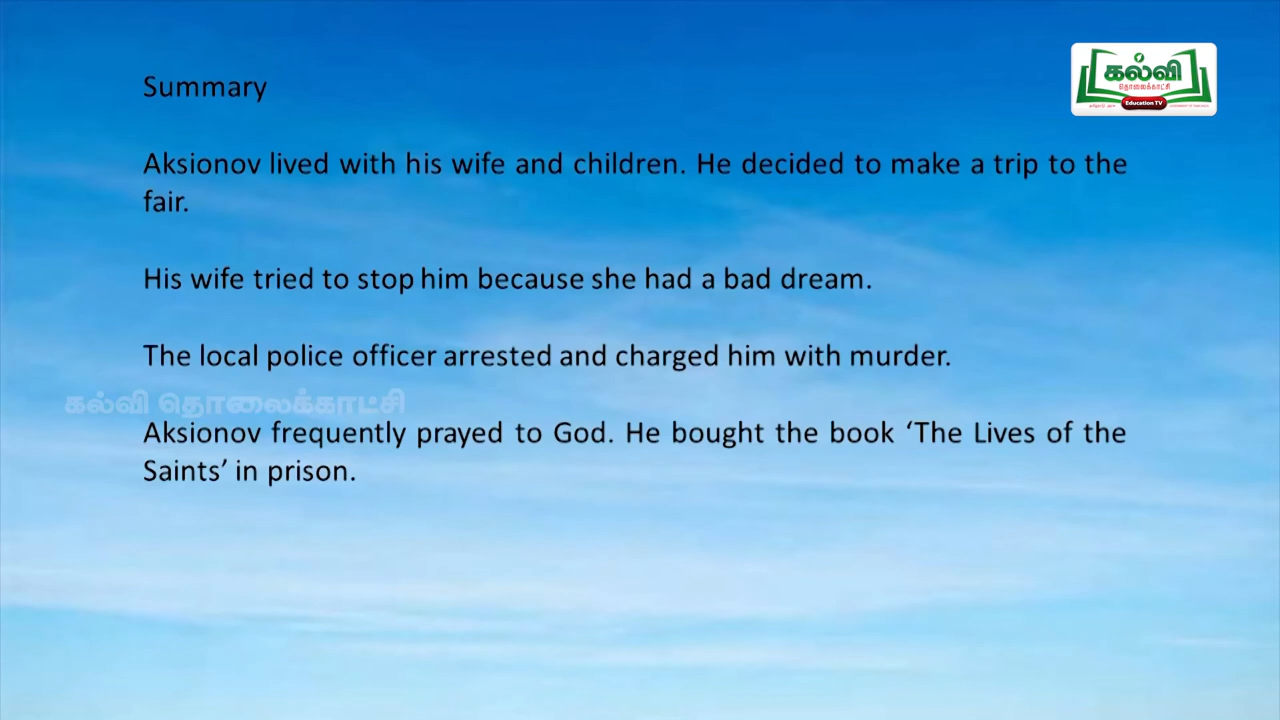 Summary
கல்வி
தொலைக்காட்சி
Education TV
Aksionov lived with his wife and children. He decided to make a trip to the
fair.
His wife tried to stop him because she had a bad dream.
The local police officer arrested and charged him with murder.
கல்வி தொலைக்காட்சி
Aksionov frequently prayed to God. He bought the book ‘The Lives of the
Saints’ in prison.